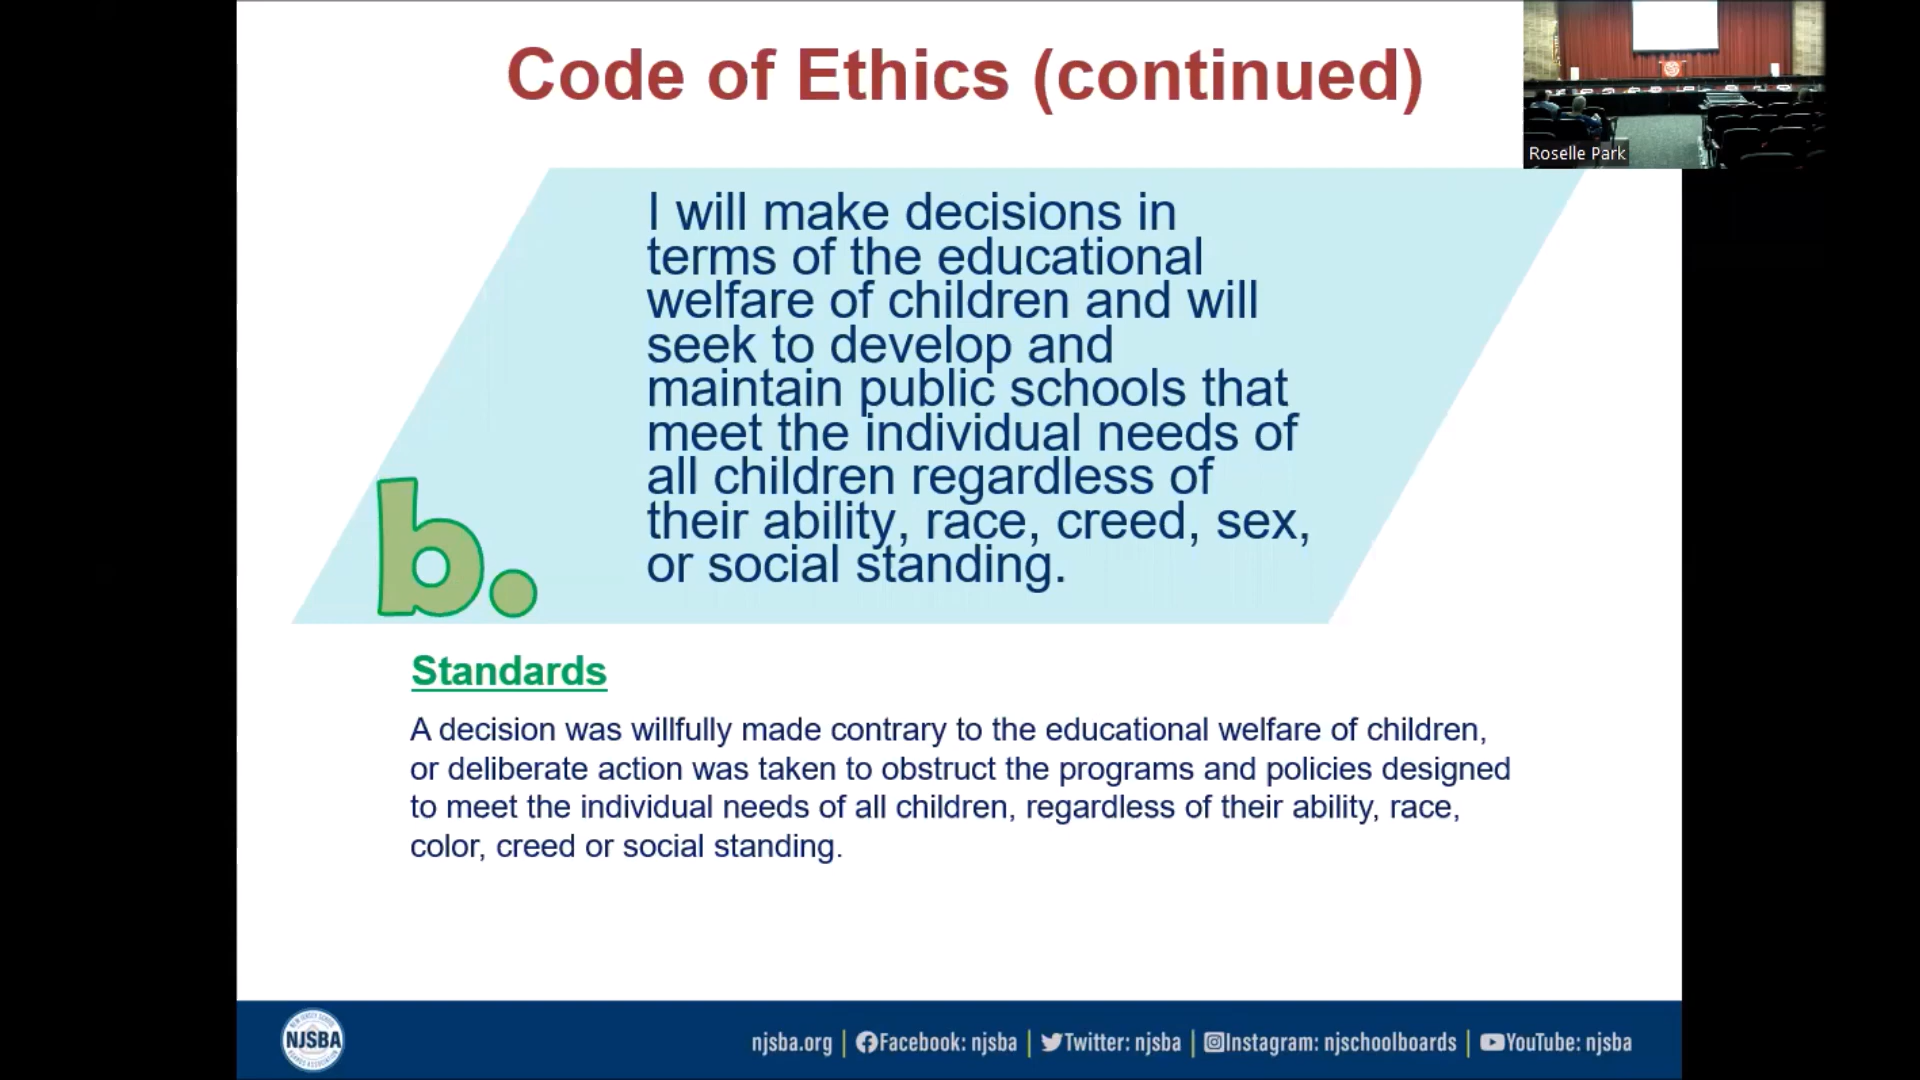 Code of Ethics (continued)
Roselle Park
I will make decisions in
terms of the educational
welfare of children and will
seek to develop and
maintain public schools that
meet the individual needs of
all children regardless of
their ability, race, creed, sex,
or social standing.
b.
Standards
A decision was willfully made contrary to the educational welfare of children,
or deliberate action was taken to obstruct the programs and policies designed
to meet the individual needs of all children, regardless of their ability, race,
color, creed or social standing.
NJSBA
njsba.org | Facebook: njsba | Twitter: njsba | Instagram: njschoolboards | YouTube: njsba